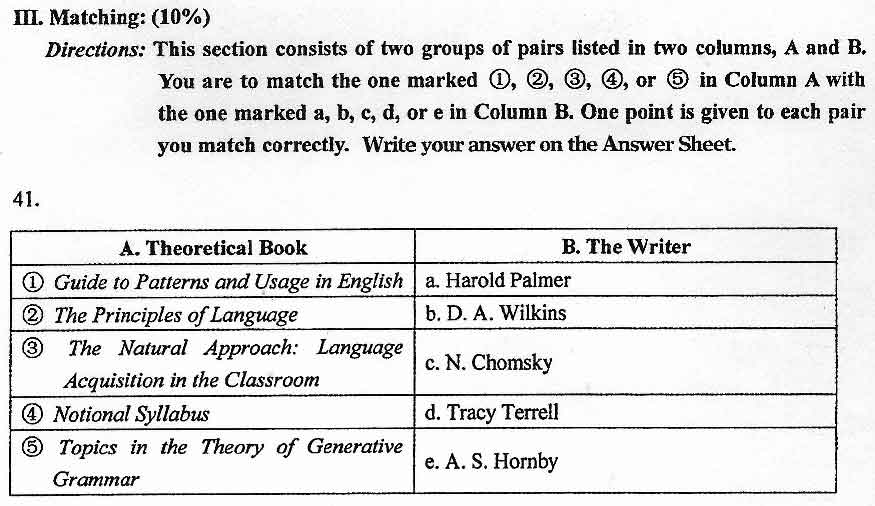 III. Matching: (10%)
Directions: This section consists of two groups of pairs listed in two columns, A and B.
You are to match the one marked ①, ②, ③, ④, or ⑤ in Column A with
the one marked a, b, c, d, or e in Column B. One point is given to each pair
you match correctly. Write your answer on the Answer Sheet.
41.
A. Theoretical Book
B. The Writer
① Guide to Patterns and Usage in English
a. Harold Palmer
② The Principles of Language
b. D. A. Wilkins
③ The Natural Approach: Language
Acquisition in the Classroom
c. N. Chomsky
④ Notional Syllabus
d. Tracy Terrell
⑤ Topics in the Theory of Generative
Grammar
e. A. S. Hornby